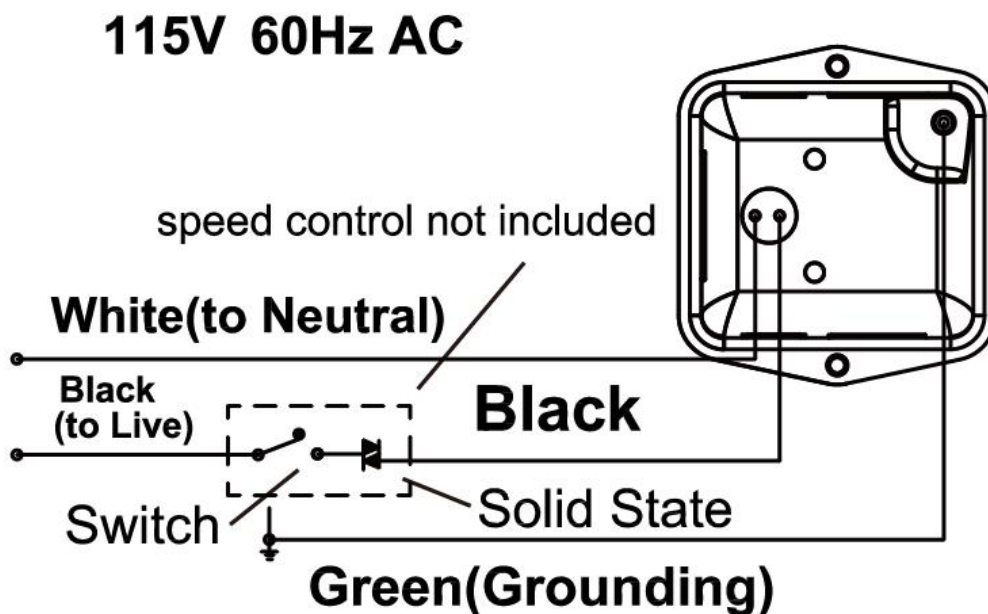 115V 60Hz AC
speed control not included
White(to Neutral)
Black
(to Live)
Black
Switch
Solid State
Green(Grounding)